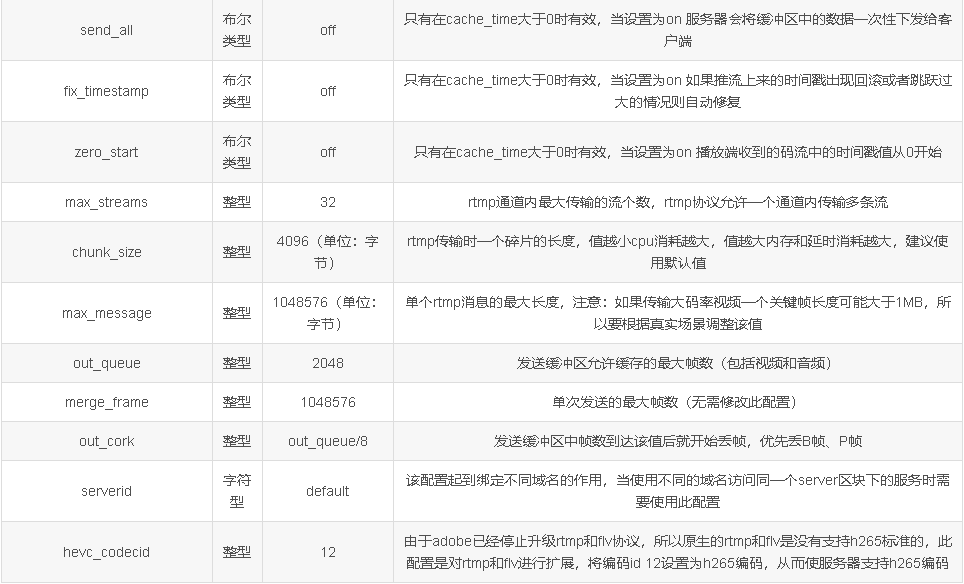 send_all
布尔
类型
off
只有在cache_time大于0时有效，当设置为on 服务器会将缓冲区中的数据一次性下发给客
户端
fix_timestamp
布尔
类型
off
只有在cache_time大于0时有效，当设置为on 如果推流上来的时间戳出现回滚或者跳跃过
大的情况则自动修复
zero_start
布尔
类型
off
只有在cache_time大于0时有效，当设置为on 播放端收到的码流中的时间戳值从0开始
max_streams
整型
32
rtmp通道内最大传输的流个数，rtmp协议允许一个通道内传输多条流
chunk_size
整型
4096（单位：字
节）
rtmp传输时一个碎片的长度，值越小cpu消耗越大，值越大内存和延时消耗越大，建议使
用默认值
max_message
整型
1048576（单位：
字节）
单个rtmp消息的最大长度，注意：如果传输大码率视频一个关键帧长度可能大于1MB，所
以要根据真实场景调整该值
out_queue
整型
2048
发送缓冲区允许缓存的最大帧数（包括视频和音频）
merge_frame
整型
1048576
单次发送的最大帧数（无需修改此配置）
out_cork
整型
out_queue/8
发送缓冲区中帧数到达该值后就开始丢帧，优先丢B帧、P帧
serverid
字符
型
default
该配置起到绑定不同域名的作用，当使用不同的域名访问同一个server区块下的服务时需
要使用此配置
hevc_codecid
整型
12
由于adobe已经停止升级rtmp和flv协议，所以原生的rtmp和flv是没有支持h265标准的，此
配置是对rtmp和flv进行扩展，将编码id 12设置为h265编码，从而使服务器支持h265编码